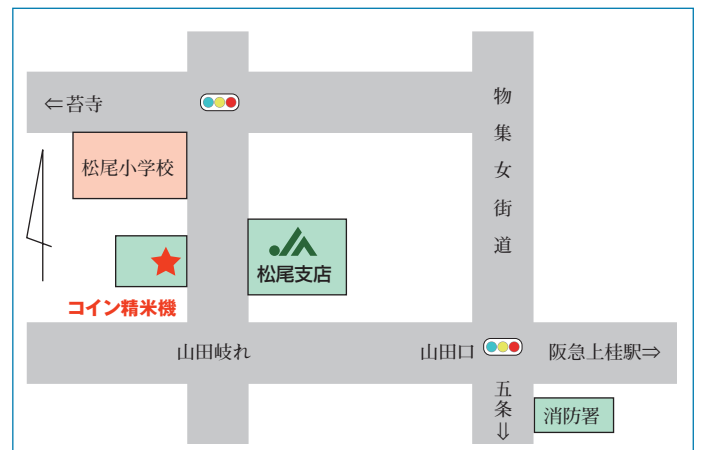 ⇐苔寺
物集女街道
松尾小学校
JA
松尾支店
コイン精米機
山田岐れ
山田口
阪急上桂駅⇒
五条⇓
消防署